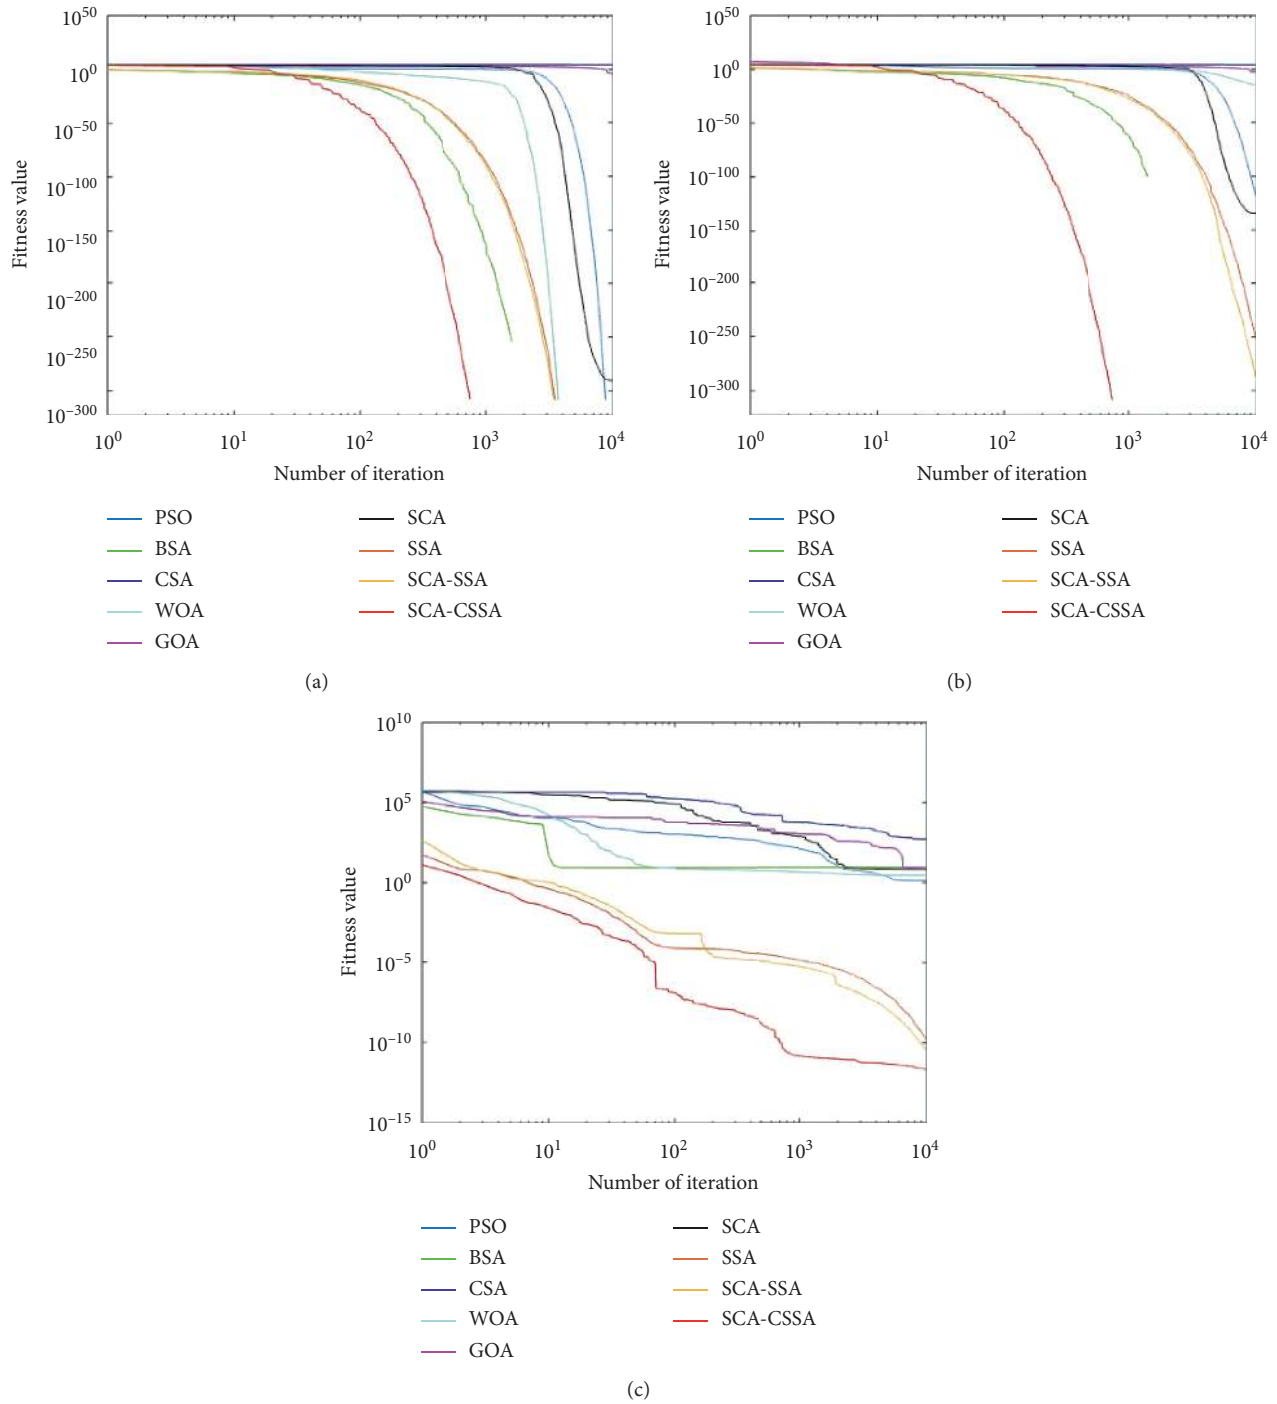 Fitness value
10^50
10^0
10^−50
10^−100
10^−150
10^−200
10^−250
10^−300
10^0 10^1 10^2 10^3 10^4
Number of iteration
PSO
BSA
CSA
WOA
GOA
SCA
SSA
SCA-SSA
SCA-CSSA
(a)
Fitness value
10^50
10^0
10^−50
10^−100
10^−150
10^−200
10^−250
10^−300
10^0 10^1 10^2 10^3 10^4
Number of iteration
PSO
BSA
CSA
WOA
GOA
SCA
SSA
SCA-SSA
SCA-CSSA
(b)
Fitness value
10^10
10^5
10^0
10^−5
10^−10
10^−15
10^0 10^1 10^2 10^3 10^4
Number of iteration
PSO
BSA
CSA
WOA
GOA
SCA
SSA
SCA-SSA
SCA-CSSA
(c)